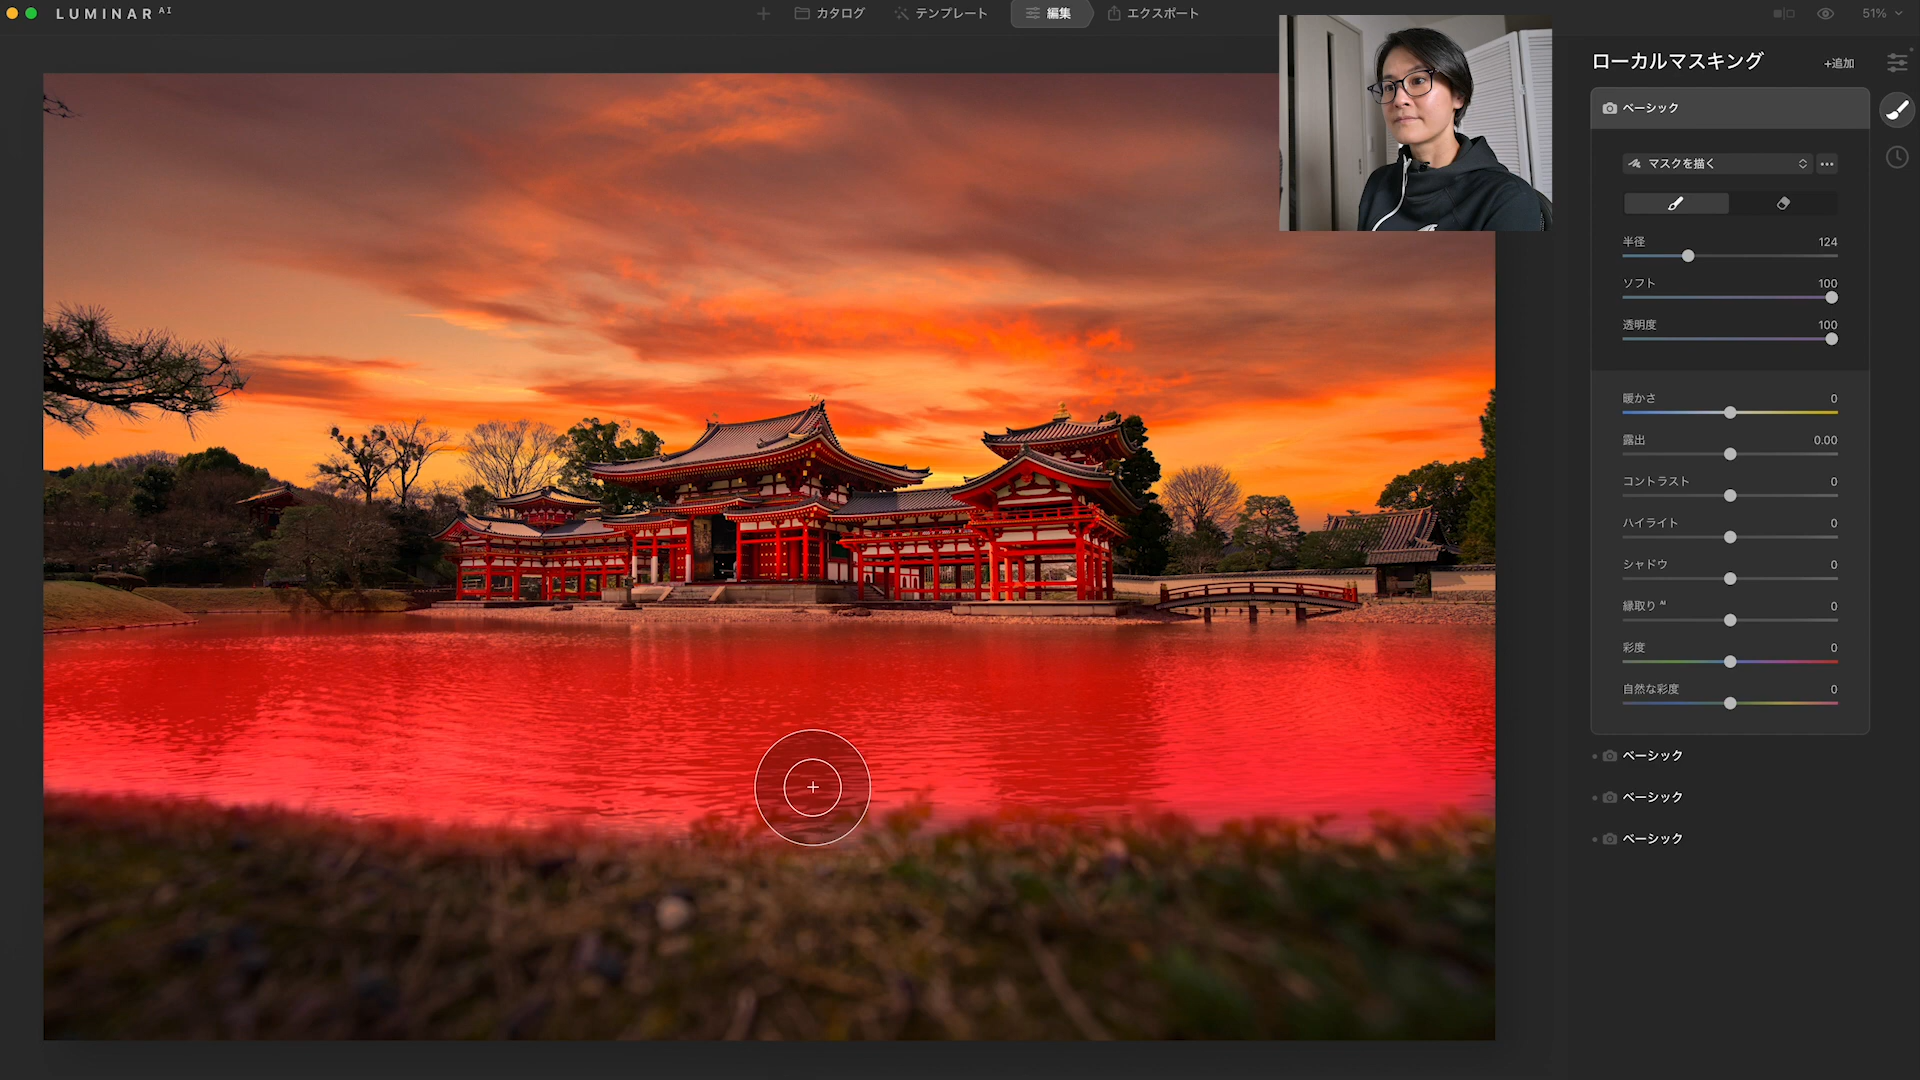 LUMINAR AI
カタログ
テンプレート
編集
エクスポート
51%
ローカルマスキング
+追加
ベーシック
マスクを描く
半径 124
ソフト 100
透明度 100
暖かさ 0
露出 0.00
コントラスト 0
ハイライト 0
シャドウ 0
縁取り AI 0
彩度 0
自然な彩度 0
ベーシック
ベーシック
ベーシック